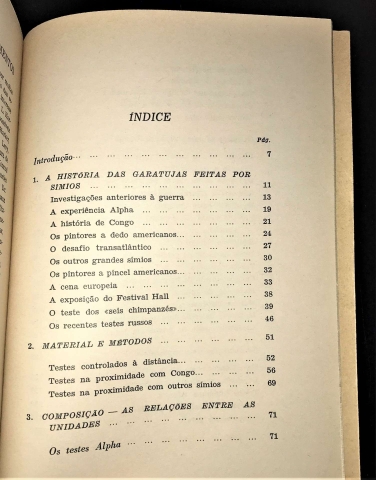 ÍNDICE
Pág.
Introdução ... ... ... ... ... ... ... ... ... ... 7
1. A HISTÓRIA DAS GARATUJAS FEITAS POR
SÍMIOS ... ... ... ... ... ... ... ... ... 11
Investigações anteriores à guerra ... ... ... ... 13
A experiência Alpha ... ... ... ... ... ... 19
A história de Congo ... ... ... ... ... ... 21
Os pintores a dedo americanos... ... ... ... ... 24
O desafio transatlântico ... ... ... ... ... 27
Os outros grandes símios ... ... ... ... ... 30
Os pintores a pincel americanos... ... ... ... 32
A cena europeia ... ... ... ... ... ... ... 33
A exposição do Festival Hall ... ... ... ... 38
O teste dos «seis chimpanzés»... ... ... ... 39
Os recentes testes russos ... ... ... ... ... 46
2. MATERIAL E MÉTODOS ... ... ... ... ... ... 51
Testes controlados à distância... ... ... ... ... 52
Testes na proximidade com Congo... ... ... ... 56
Testes na proximidade com outros símios ... ... 69
3. COMPOSIÇÃO — AS RELAÇÕES ENTRE AS
UNIDADES ... ... ... ... ... ... ... ... 71
Os testes Alpha ... ... ... ... ... ... ... 71